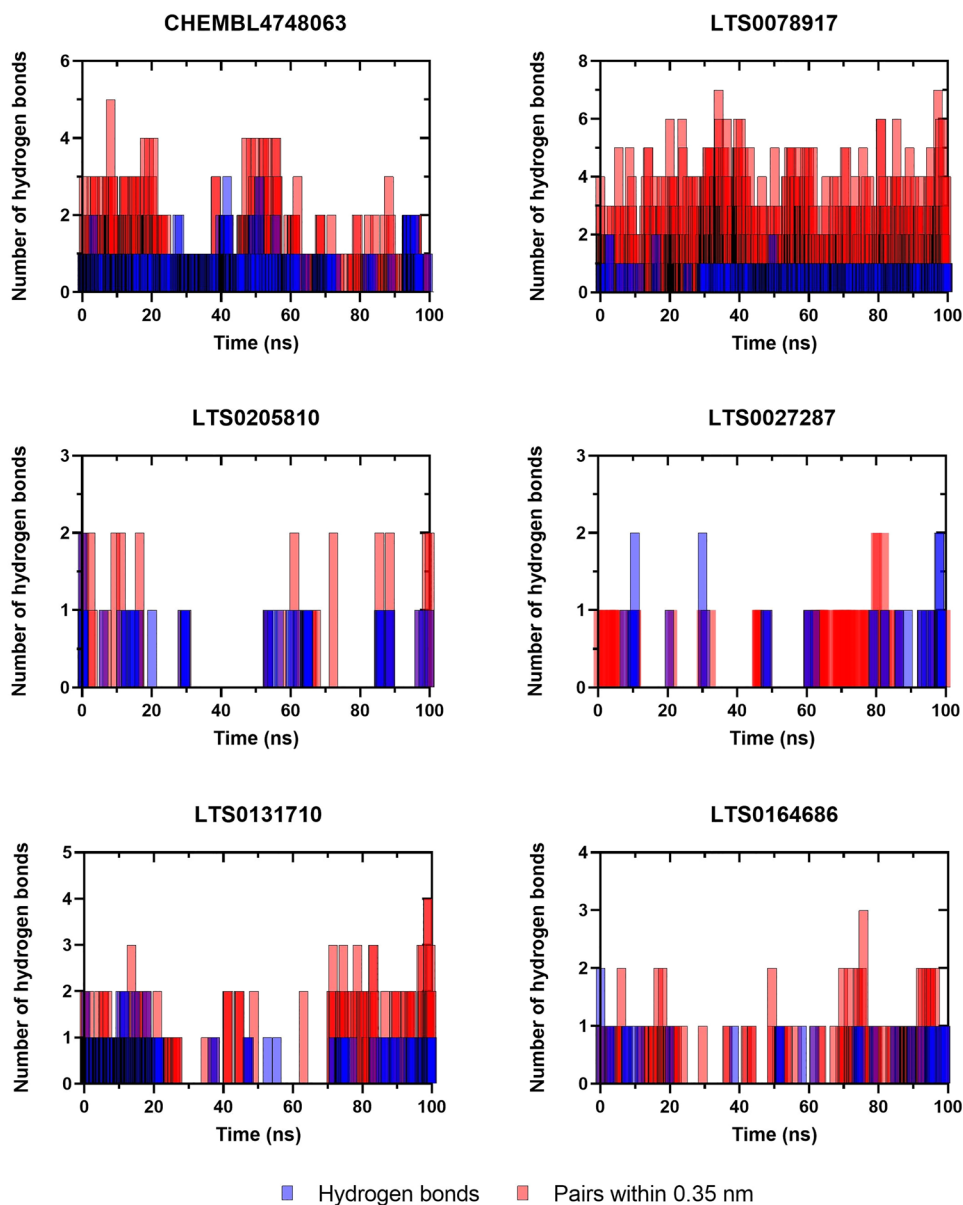 CHEMBL4748063
Number of hydrogen bonds
6
4
2
0
0 20 40 60 80 100
Time (ns)
LTS0078917
Number of hydrogen bonds
8
6
4
2
0
0 20 40 60 80 100
Time (ns)
LTS0205810
Number of hydrogen bonds
3
2
1
0
0 20 40 60 80 100
Time (ns)
LTS0027287
Number of hydrogen bonds
3
2
1
0
0 20 40 60 80 100
Time (ns)
LTS0131710
Number of hydrogen bonds
5
4
3
2
1
0
0 20 40 60 80 100
Time (ns)
LTS0164686
Number of hydrogen bonds
4
3
2
1
0
0 20 40 60 80 100
Time (ns)
Hydrogen bonds Pairs within 0.35 nm